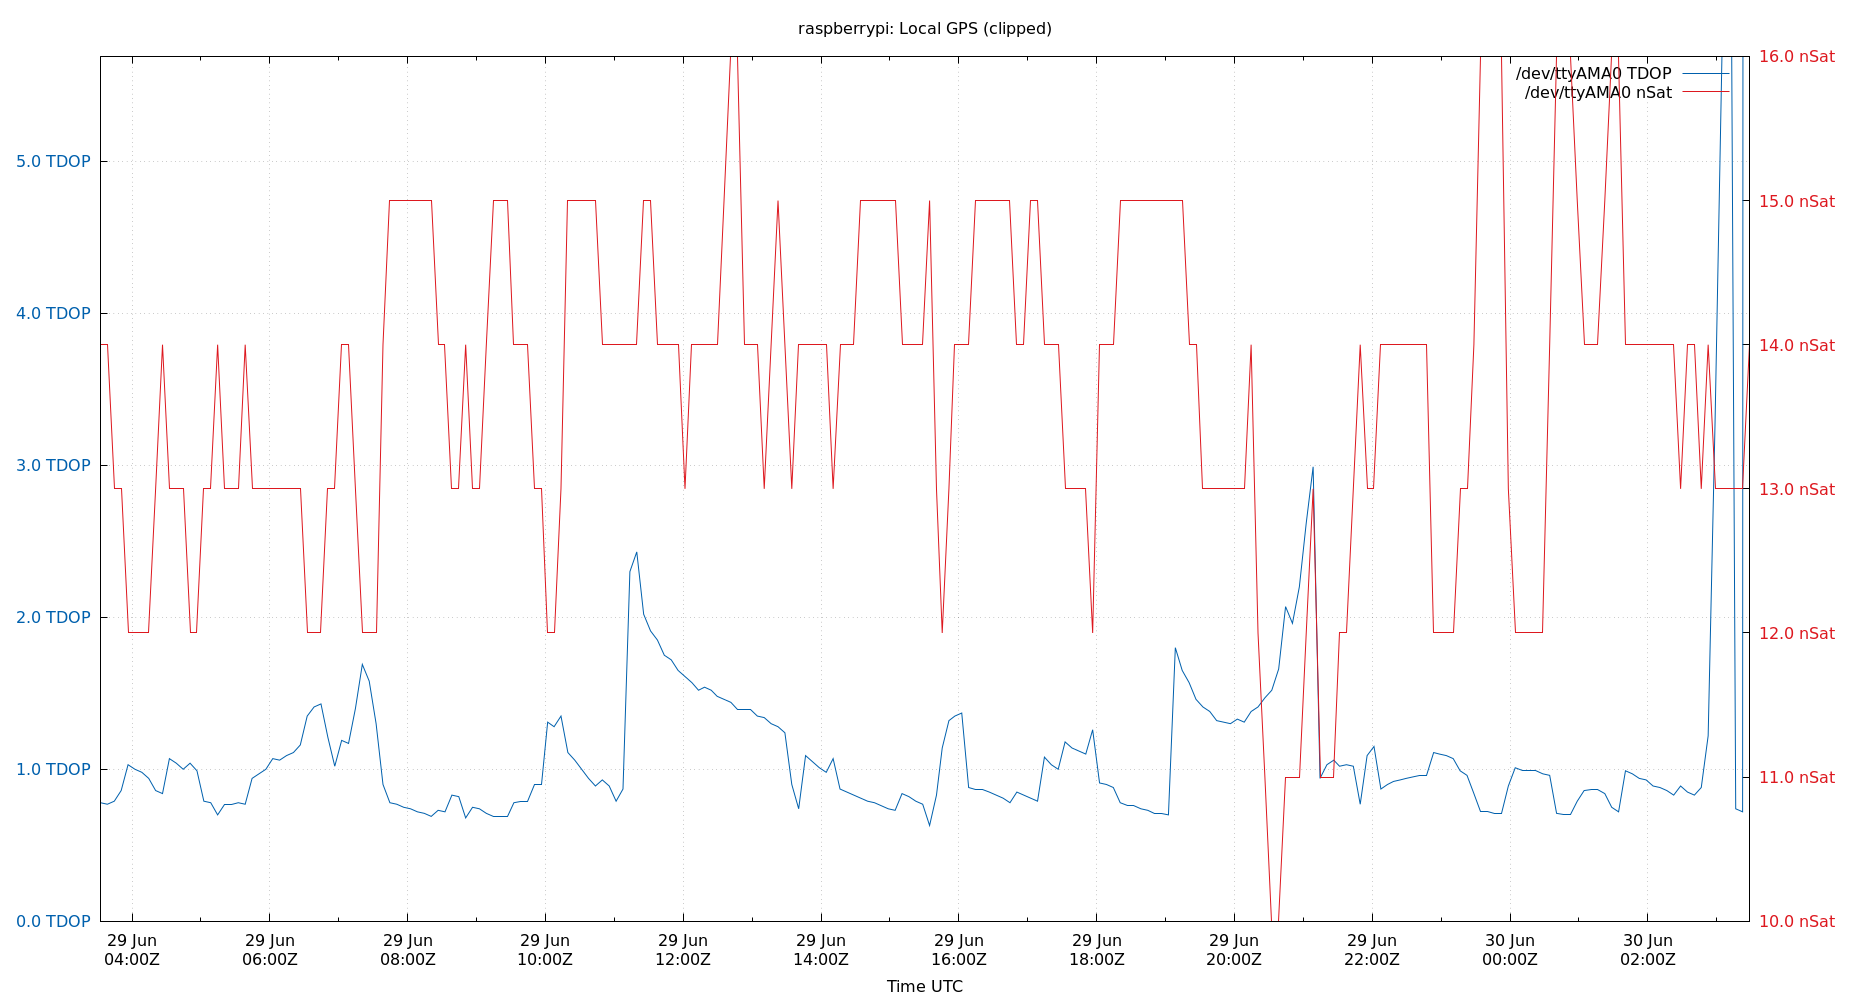 raspberrypi: Local GPS (clipped)
/dev/ttyAMA0 TDOP
/dev/ttyAMA0 nSat
5.0 TDOP
4.0 TDOP
3.0 TDOP
2.0 TDOP
1.0 TDOP
0.0 TDOP
16.0 nSat
15.0 nSat
14.0 nSat
13.0 nSat
12.0 nSat
11.0 nSat
10.0 nSat
29 Jun
04:00Z
29 Jun
06:00Z
29 Jun
08:00Z
29 Jun
10:00Z
29 Jun
12:00Z
29 Jun
14:00Z
29 Jun
16:00Z
29 Jun
18:00Z
29 Jun
20:00Z
29 Jun
22:00Z
30 Jun
00:00Z
30 Jun
02:00Z
Time UTC